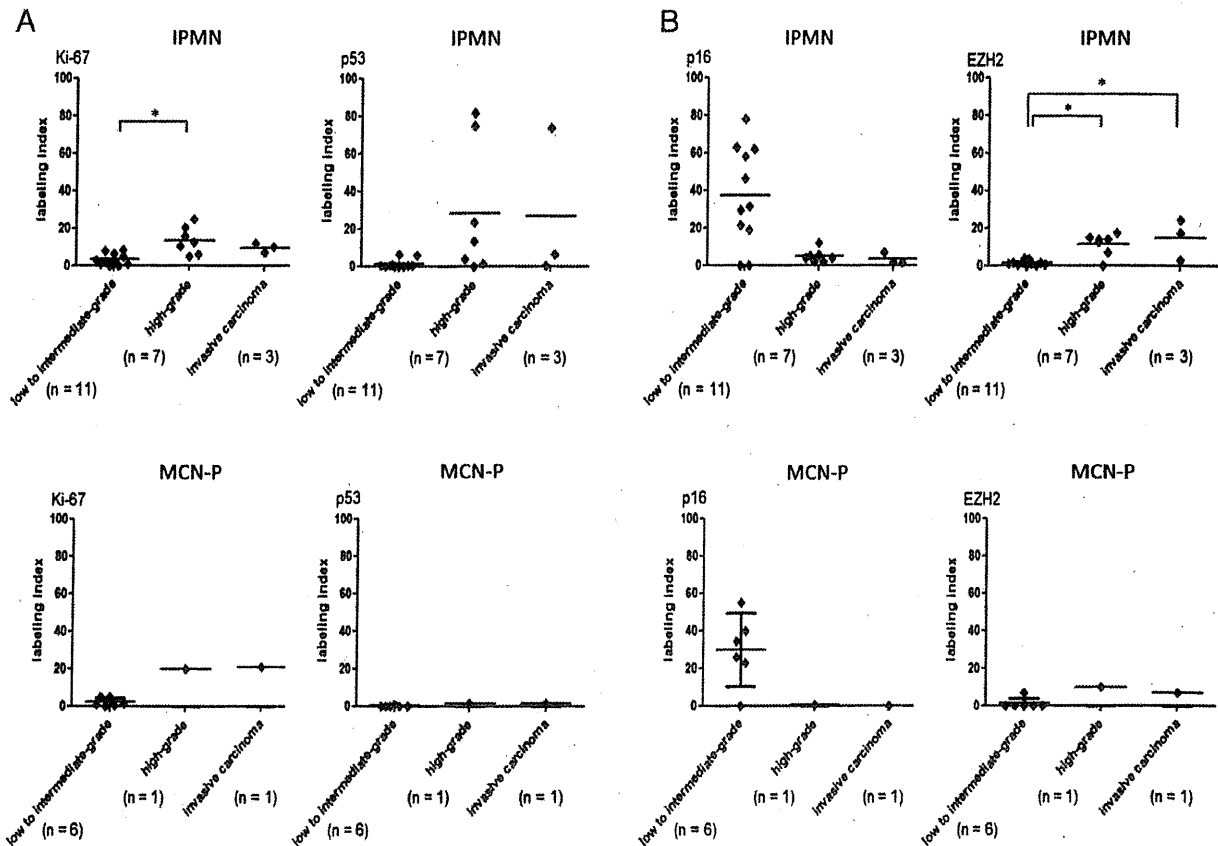 A
IPMN
Ki-67
labeling index
100
80
60
40
20
0
*
low to intermediate-grade
(n = 11)
high-grade
(n = 7)
invasive carcinoma
(n = 3)
IPMN
p53
labeling index
100
80
60
40
20
0
low to intermediate-grade
(n = 11)
high-grade
(n = 7)
invasive carcinoma
(n = 3)
B
IPMN
p16
labeling index
100
80
60
40
20
0
low to intermediate-grade
(n = 11)
high-grade
(n = 7)
invasive carcinoma
(n = 3)
IPMN
EZH2
labeling index
100
80
60
40
20
0
*
*
low to intermediate-grade
(n = 11)
high-grade
(n = 7)
invasive carcinoma
(n = 3)
MCN-P
Ki-67
labeling index
100
80
60
40
20
0
low to intermediate-grade
(n = 6)
high-grade
(n = 1)
invasive carcinoma
(n = 1)
MCN-P
p53
labeling index
100
80
60
40
20
0
low to intermediate-grade
(n = 6)
high-grade
(n = 1)
invasive carcinoma
(n = 1)
MCN-P
p16
labeling index
100
80
60
40
20
0
low to intermediate-grade
(n = 6)
high-grade
(n = 1)
invasive carcinoma
(n = 1)
MCN-P
EZH2
labeling index
100
80
60
40
20
0
low to intermediate-grade
(n = 6)
high-grade
(n = 1)
invasive carcinoma
(n = 1)